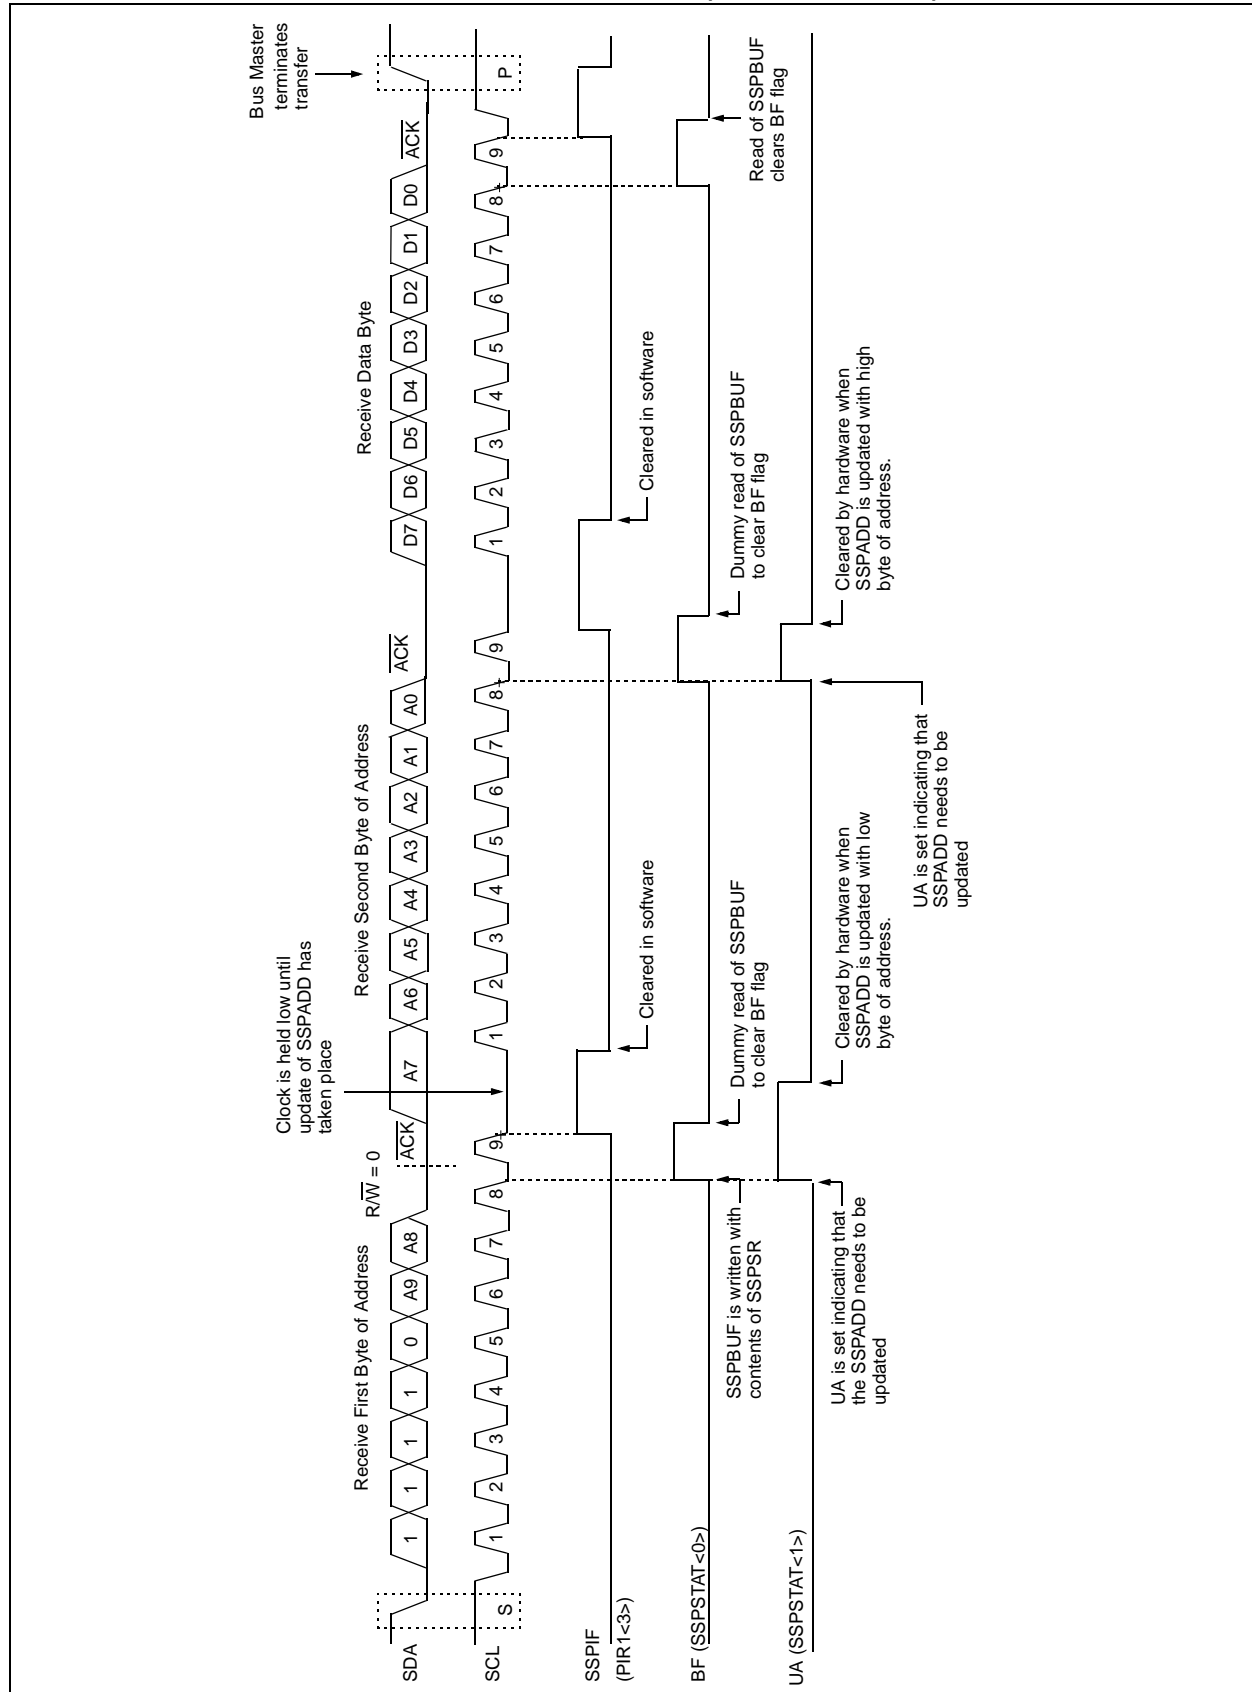 Bus Master
terminates
transfer
Clock is held low until
update of SSPADD has
taken place
Receive First Byte of Address
R/W̅ = 0
Receive Second Byte of Address
Receive Data Byte
SDA
1 1 1 1 0 A9 A8 A̅C̅K̅ A7 A6 A5 A4 A3 A2 A1 A0 A̅C̅K̅ D7 D6 D5 D4 D3 D2 D1 D0 A̅C̅K̅
SCL
S 1 2 3 4 5 6 7 8 9 1 2 3 4 5 6 7 8 9 1 2 3 4 5 6 7 8 9 P
SSPIF
(PIR1<3>)
Cleared in software
Cleared in software
BF (SSPSTAT<0>)
SSPBUF is written with
contents of SSPSR
Dummy read of SSPBUF
to clear BF flag
Dummy read of SSPBUF
to clear BF flag
Read of SSPBUF
clears BF flag
UA (SSPSTAT<1>)
UA is set indicating that
the SSPADD needs to be
updated
Cleared by hardware when
SSPADD is updated with low
byte of address.
UA is set indicating that
SSPADD needs to be
updated
Cleared by hardware when
SSPADD is updated with high
byte of address.